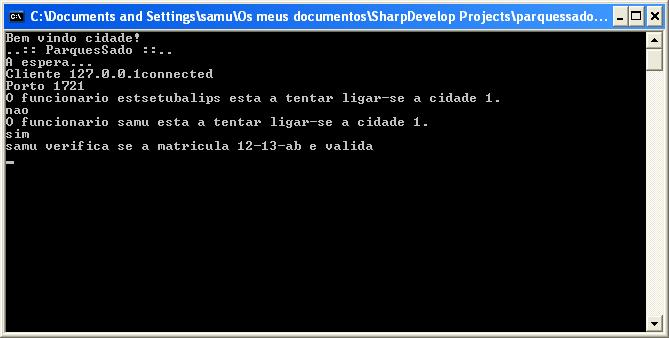 C:\Documents and Settings\samu\Os meus documentos\SharpDevelop Projects\parquessado...
Bem vindo cidade!
..:: ParquesSado ::..
A espera...
Cliente 127.0.0.1connected
Porto 1721
O funcionario estsetubalips esta a tentar ligar-se a cidade 1.
nao
O funcionario samu esta a tentar ligar-se a cidade 1.
sim
samu verifica se a matricula 12-13-ab e valida